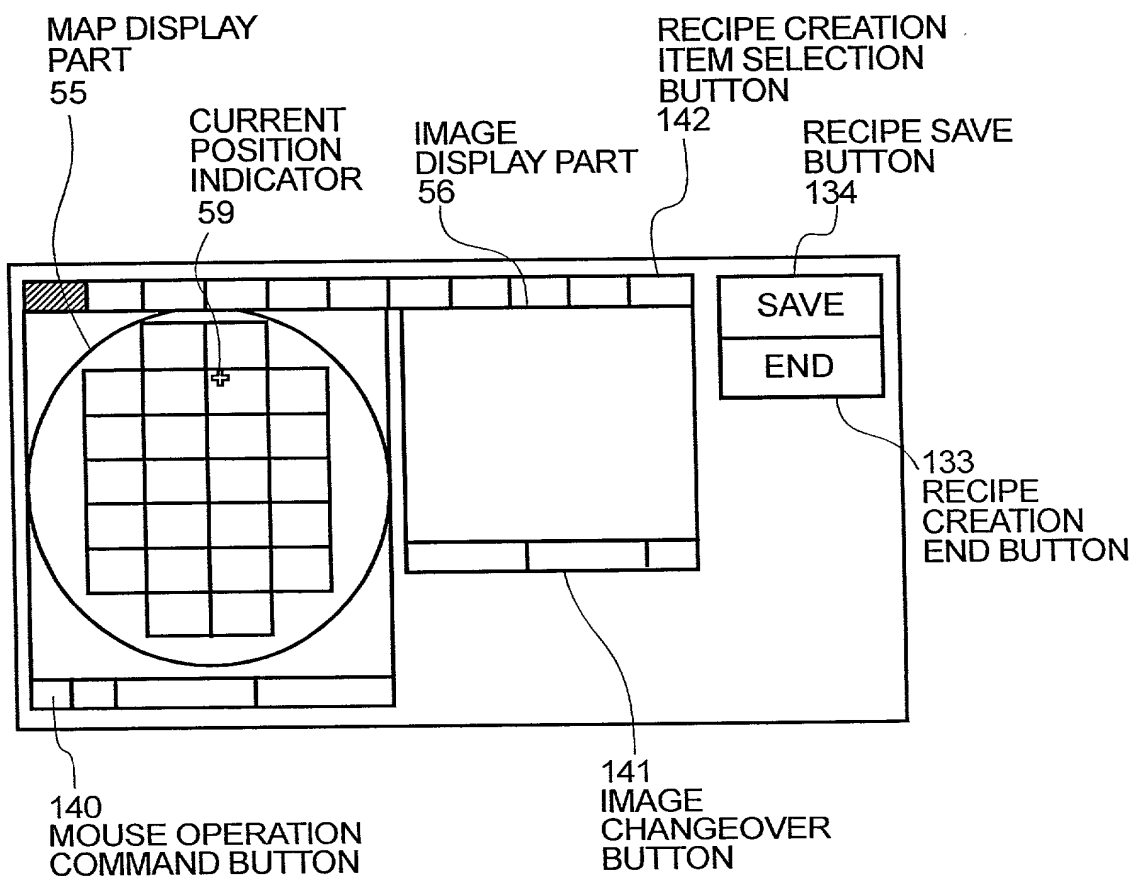 MAP DISPLAY
PART
55
CURRENT
POSITION
INDICATOR
59
IMAGE
DISPLAY PART
56
RECIPE CREATION
ITEM SELECTION
BUTTON
142
RECIPE SAVE
BUTTON
134
SAVE
END
133
RECIPE
CREATION
END BUTTON
140
MOUSE OPERATION
COMMAND BUTTON
141
IMAGE
CHANGEOVER
BUTTON